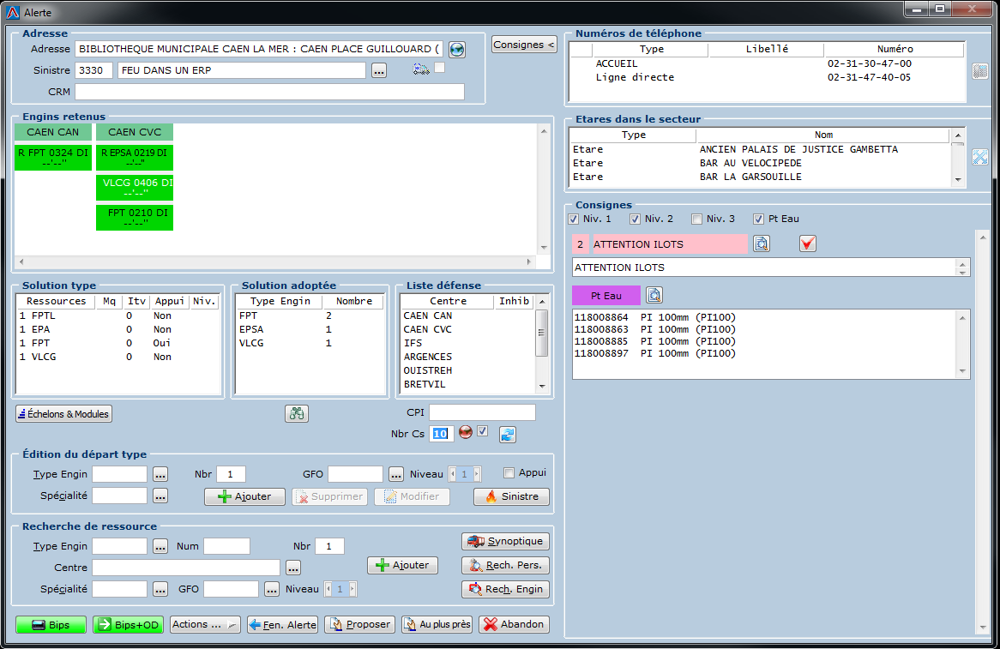 Alerte
Adresse
Adresse BIBLIOTHEQUE MUNICIPALE CAEN LA MER : CAEN PLACE GUILLOUARD (
Sinistre 3330 FEU DANS UN ERP ...
CRM
Consignes <
Engins retenus
CAEN CAN CAEN CVC
R FPT 0324 DI R EPSA 0219 DI
--'--'' --'--''
VLCG 0406 DI
--'--''
FPT 0210 DI
--'--''
Solution type
Ressources Mq Itv Appui Niv.
1 FPTL 0 Non
1 EPA 0 Non
1 FPT 0 Oui
1 VLCG 0 Non
Solution adoptée
Type Engin Nombre
FPT 2
EPSA 1
VLCG 1
Liste défense
Centre Inhib
CAEN CAN
CAEN CVC
IFS
ARGENCES
OUISTREH
BRETVIL
Échelons & Modules
CPI
Nbr Cs 10
Édition du départ type
Type Engin ... Nbr 1 GFO ... Niveau 1 Appui
Spécialité ... Ajouter Supprimer Modifier Sinistre
Recherche de ressource
Type Engin ... Num Nbr 1 Synoptique
Centre ... Ajouter Rech. Pers.
Spécialité ... GFO ... Niveau 1 Rech. Engin
Bips Bips+OD Actions ... Fen. Alerte Proposer Au plus près Abandon
Numéros de téléphone
Type Libellé Numéro
ACCUEIL 02-31-30-47-00
Ligne directe 02-31-47-40-05
Etares dans le secteur
Type Nom
Etare ANCIEN PALAIS DE JUSTICE GAMBETTA
Etare BAR AU VELOCIPEDE
Etare BAR LA GARSOUILLE
Consignes
Niv. 1 Niv. 2 Niv. 3 Pt Eau
2 ATTENTION ILOTS
ATTENTION ILOTS
Pt Eau
118008864 PI 100mm (PI100)
118008863 PI 100mm (PI100)
118008885 PI 100mm (PI100)
118008897 PI 100mm (PI100)